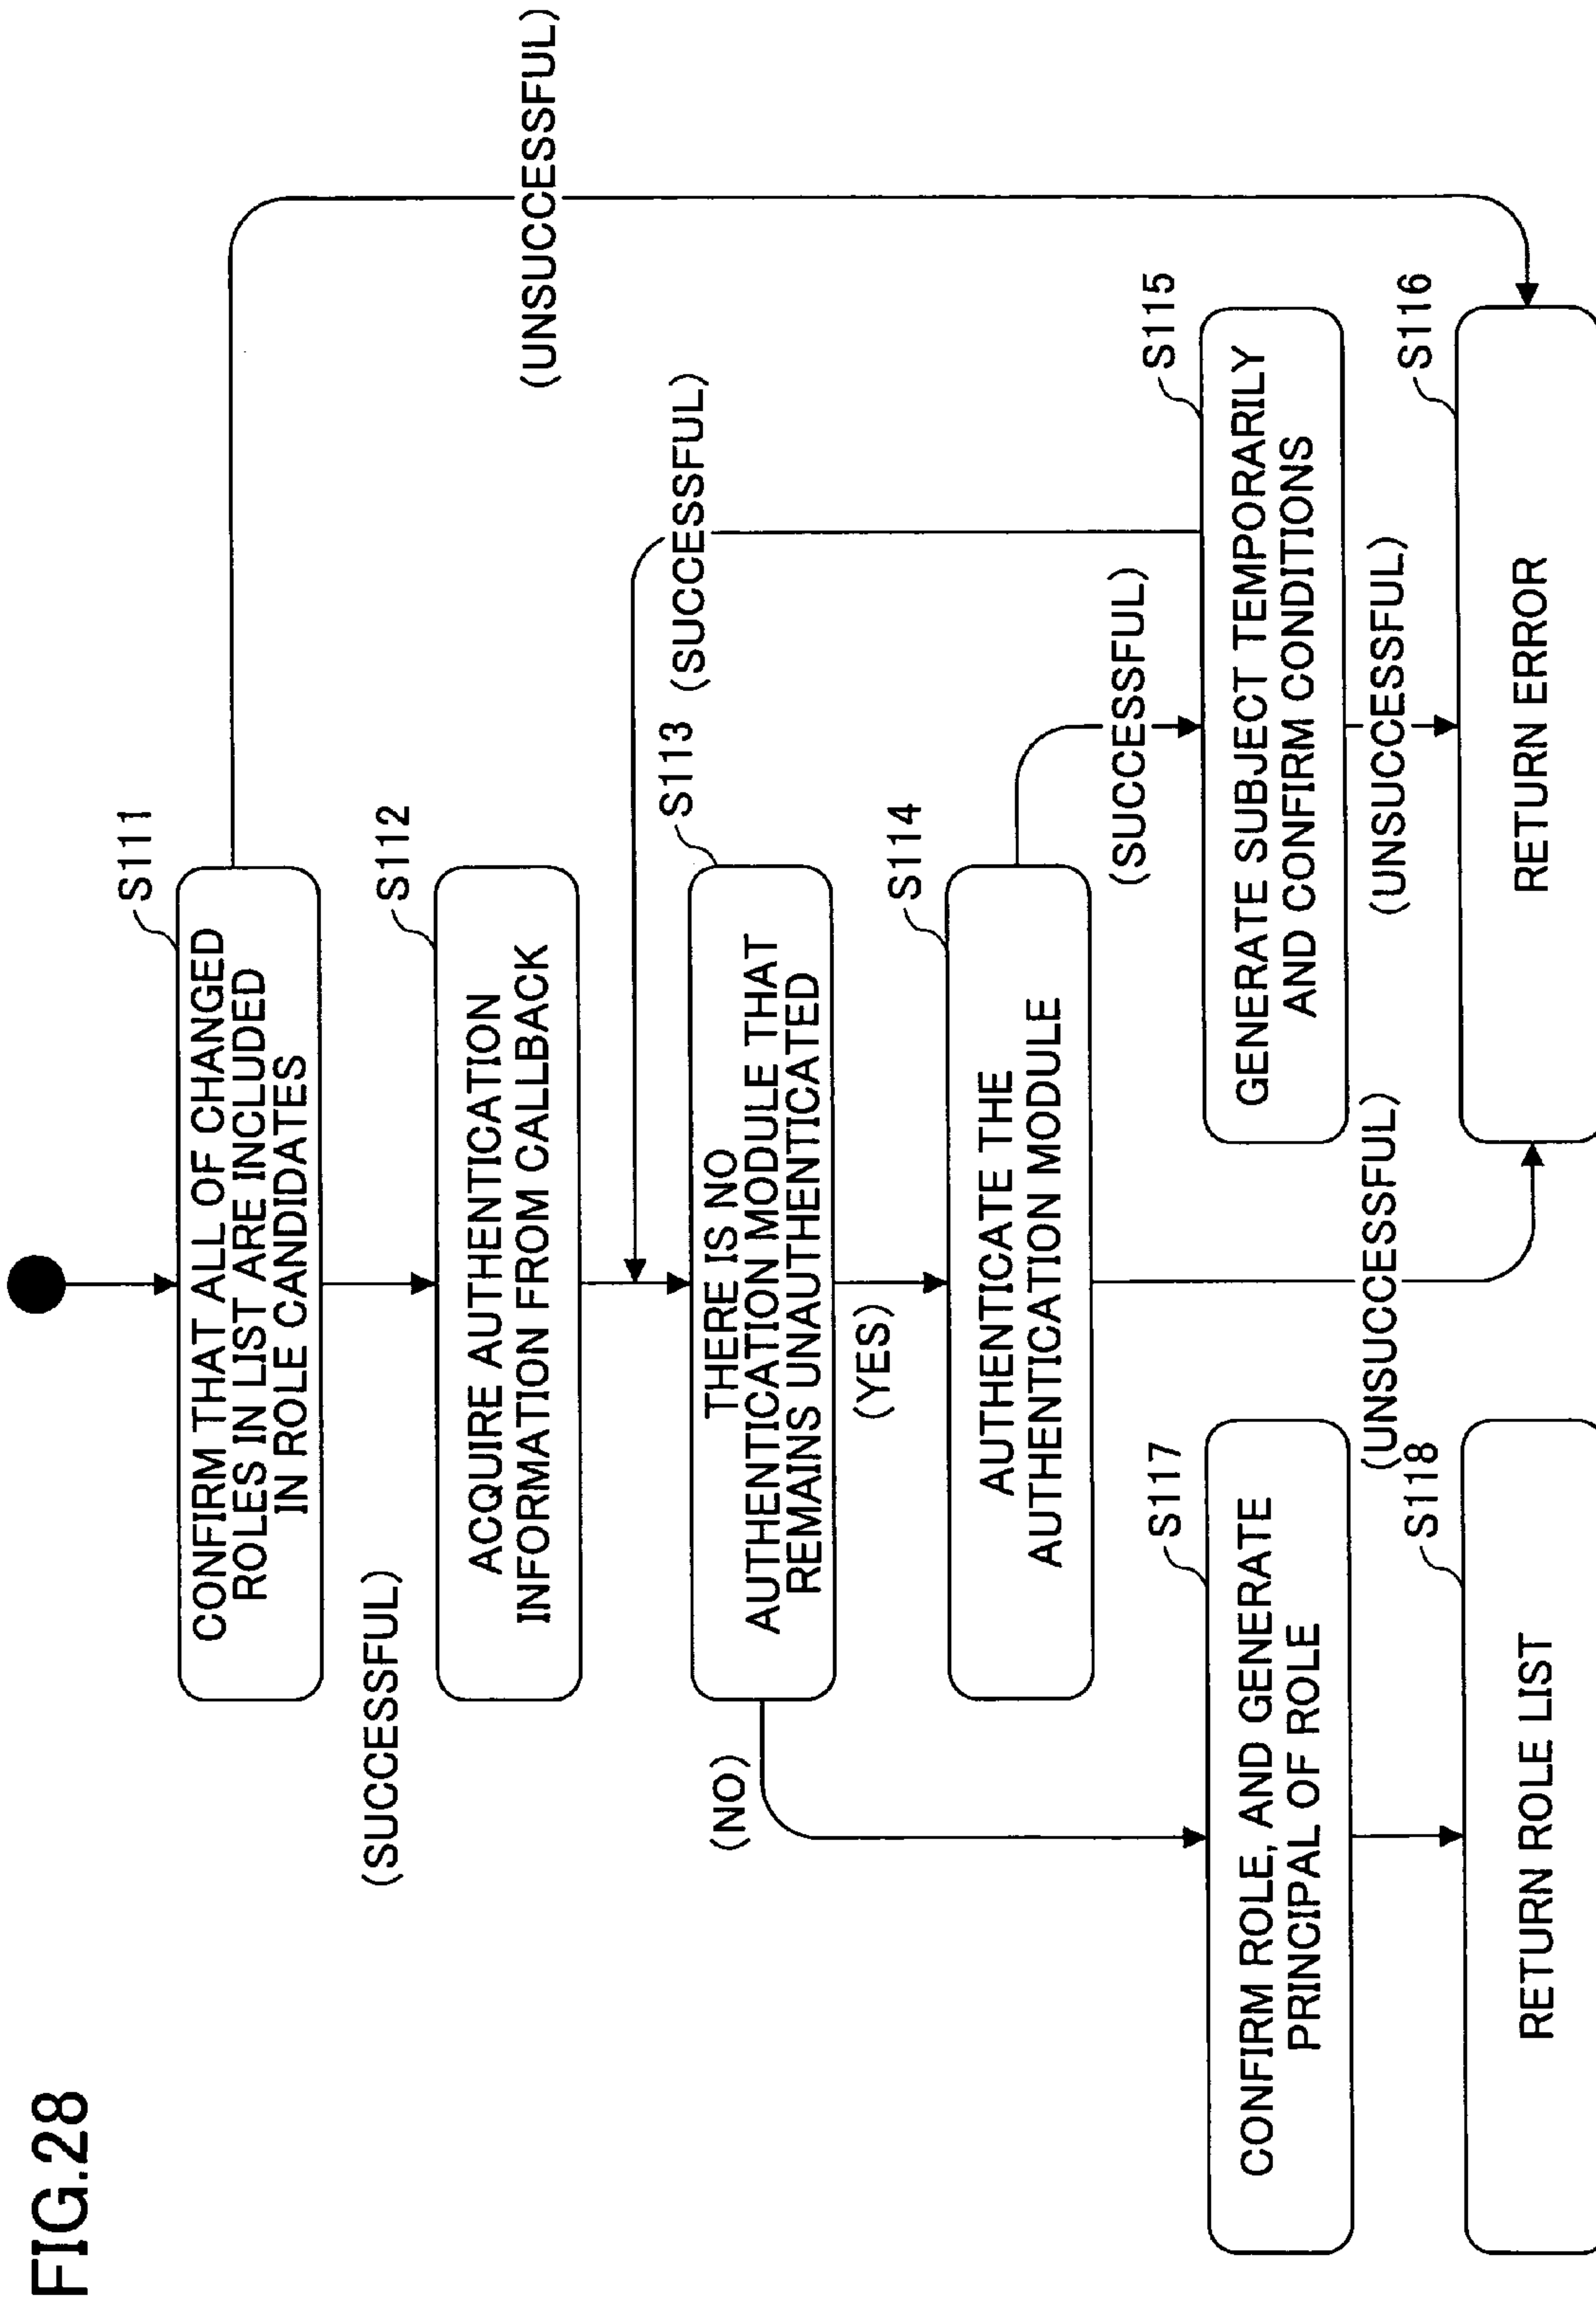 FIG.28
S111
CONFIRM THAT ALL OF CHANGED
ROLES IN LIST ARE INCLUDED
IN ROLE CANDIDATES
(SUCCESSFUL)
(UNSUCCESSFUL)
S112
ACQUIRE AUTHENTICATION
INFORMATION FROM CALLBACK
(SUCCESSFUL)
S113
THERE IS NO
AUTHENTICATION MODULE THAT
REMAINS UNAUTHENTICATED
(NO)
(YES)
S114
AUTHENTICATE THE
AUTHENTICATION MODULE
(SUCCESSFUL)
S117
CONFIRM ROLE, AND GENERATE
PRINCIPAL OF ROLE
S115
GENERATE SUBJECT TEMPORARILY
AND CONFIRM CONDITIONS
(UNSUCCESSFUL)
(UNSUCCESSFUL)
S118
RETURN ROLE LIST
S116
RETURN ERROR